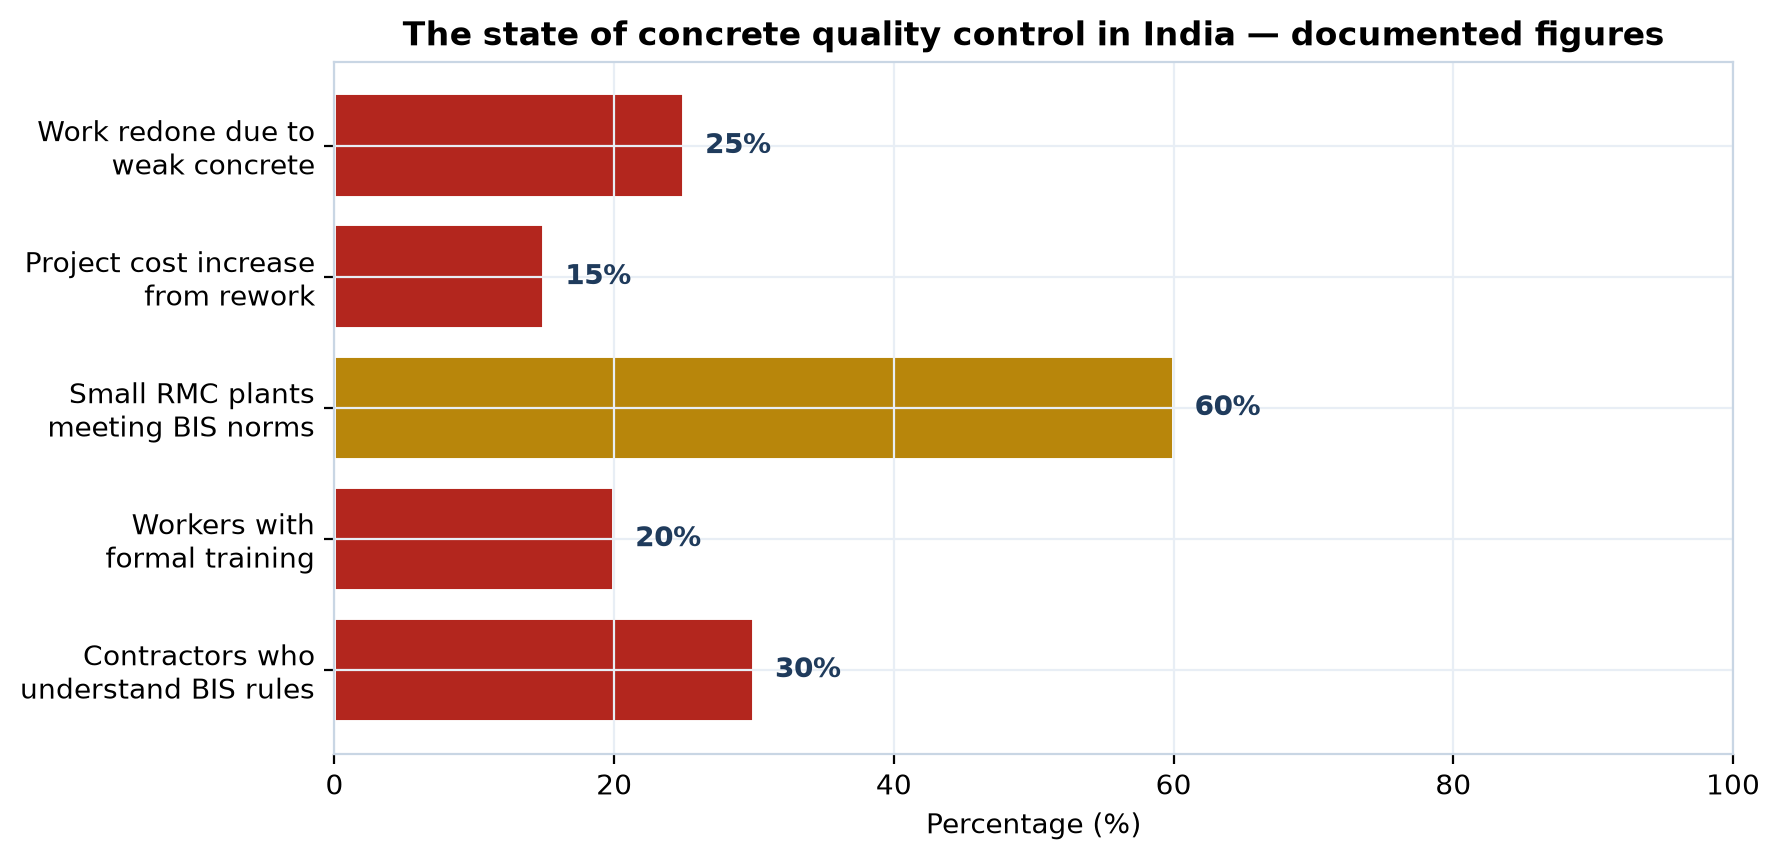 The state of concrete quality control in India — documented figures
Work redone due to
weak concrete
25%
Project cost increase
from rework
15%
Small RMC plants
meeting BIS norms
60%
Workers with
formal training
20%
Contractors who
understand BIS rules
30%
0 20 40 60 80 100
Percentage (%)